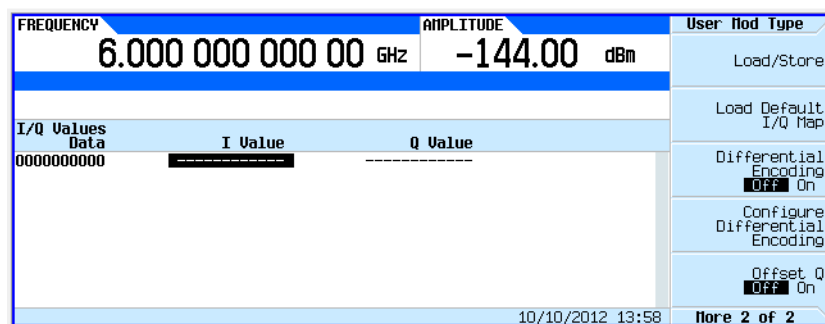 FREQUENCY AMPLITUDE User Mod Type
6.000 000 000 00 GHz -144.00 dBm
Load/Store
Load Default
I/Q Map
I/Q Values
Data I Value Q Value
0000000000 ------------ ------------
Differential
Encoding
Off On
Configure
Differential
Encoding
Offset Q
Off On
10/10/2012 13:58 More 2 of 2